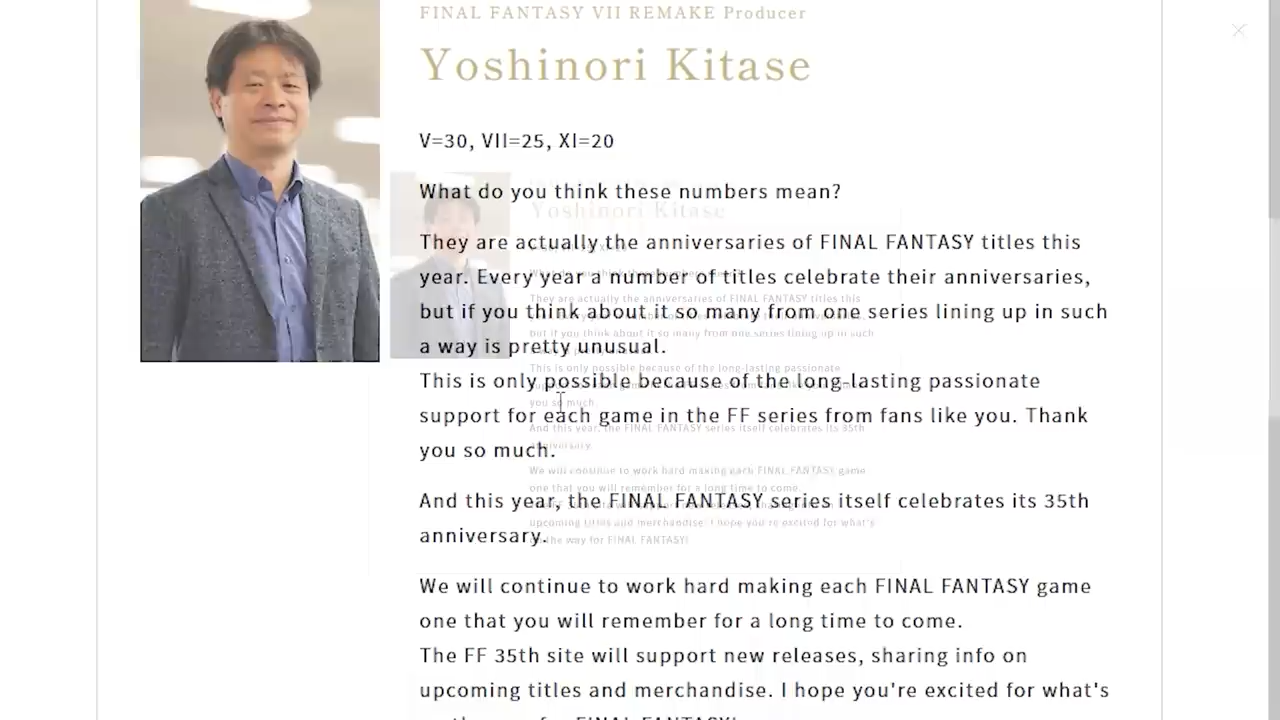 FINAL FANTASY VII REMAKE Producer
Yoshinori Kitase
V=30, VII=25, XI=20
What do you think these numbers mean?
They are actually the anniversaries of FINAL FANTASY titles this
year. Every year a number of titles celebrate their anniversaries,
but if you think about it so many from one series lining up in such
a way is pretty unusual.
This is only possible because of the long-lasting passionate
support for each game in the FF series from fans like you. Thank
you so much.
And this year, the FINAL FANTASY series itself celebrates its 35th
anniversary.
We will continue to work hard making each FINAL FANTASY game
one that you will remember for a long time to come.
The FF 35th site will support new releases, sharing info on
upcoming titles and merchandise. I hope you're excited for what's